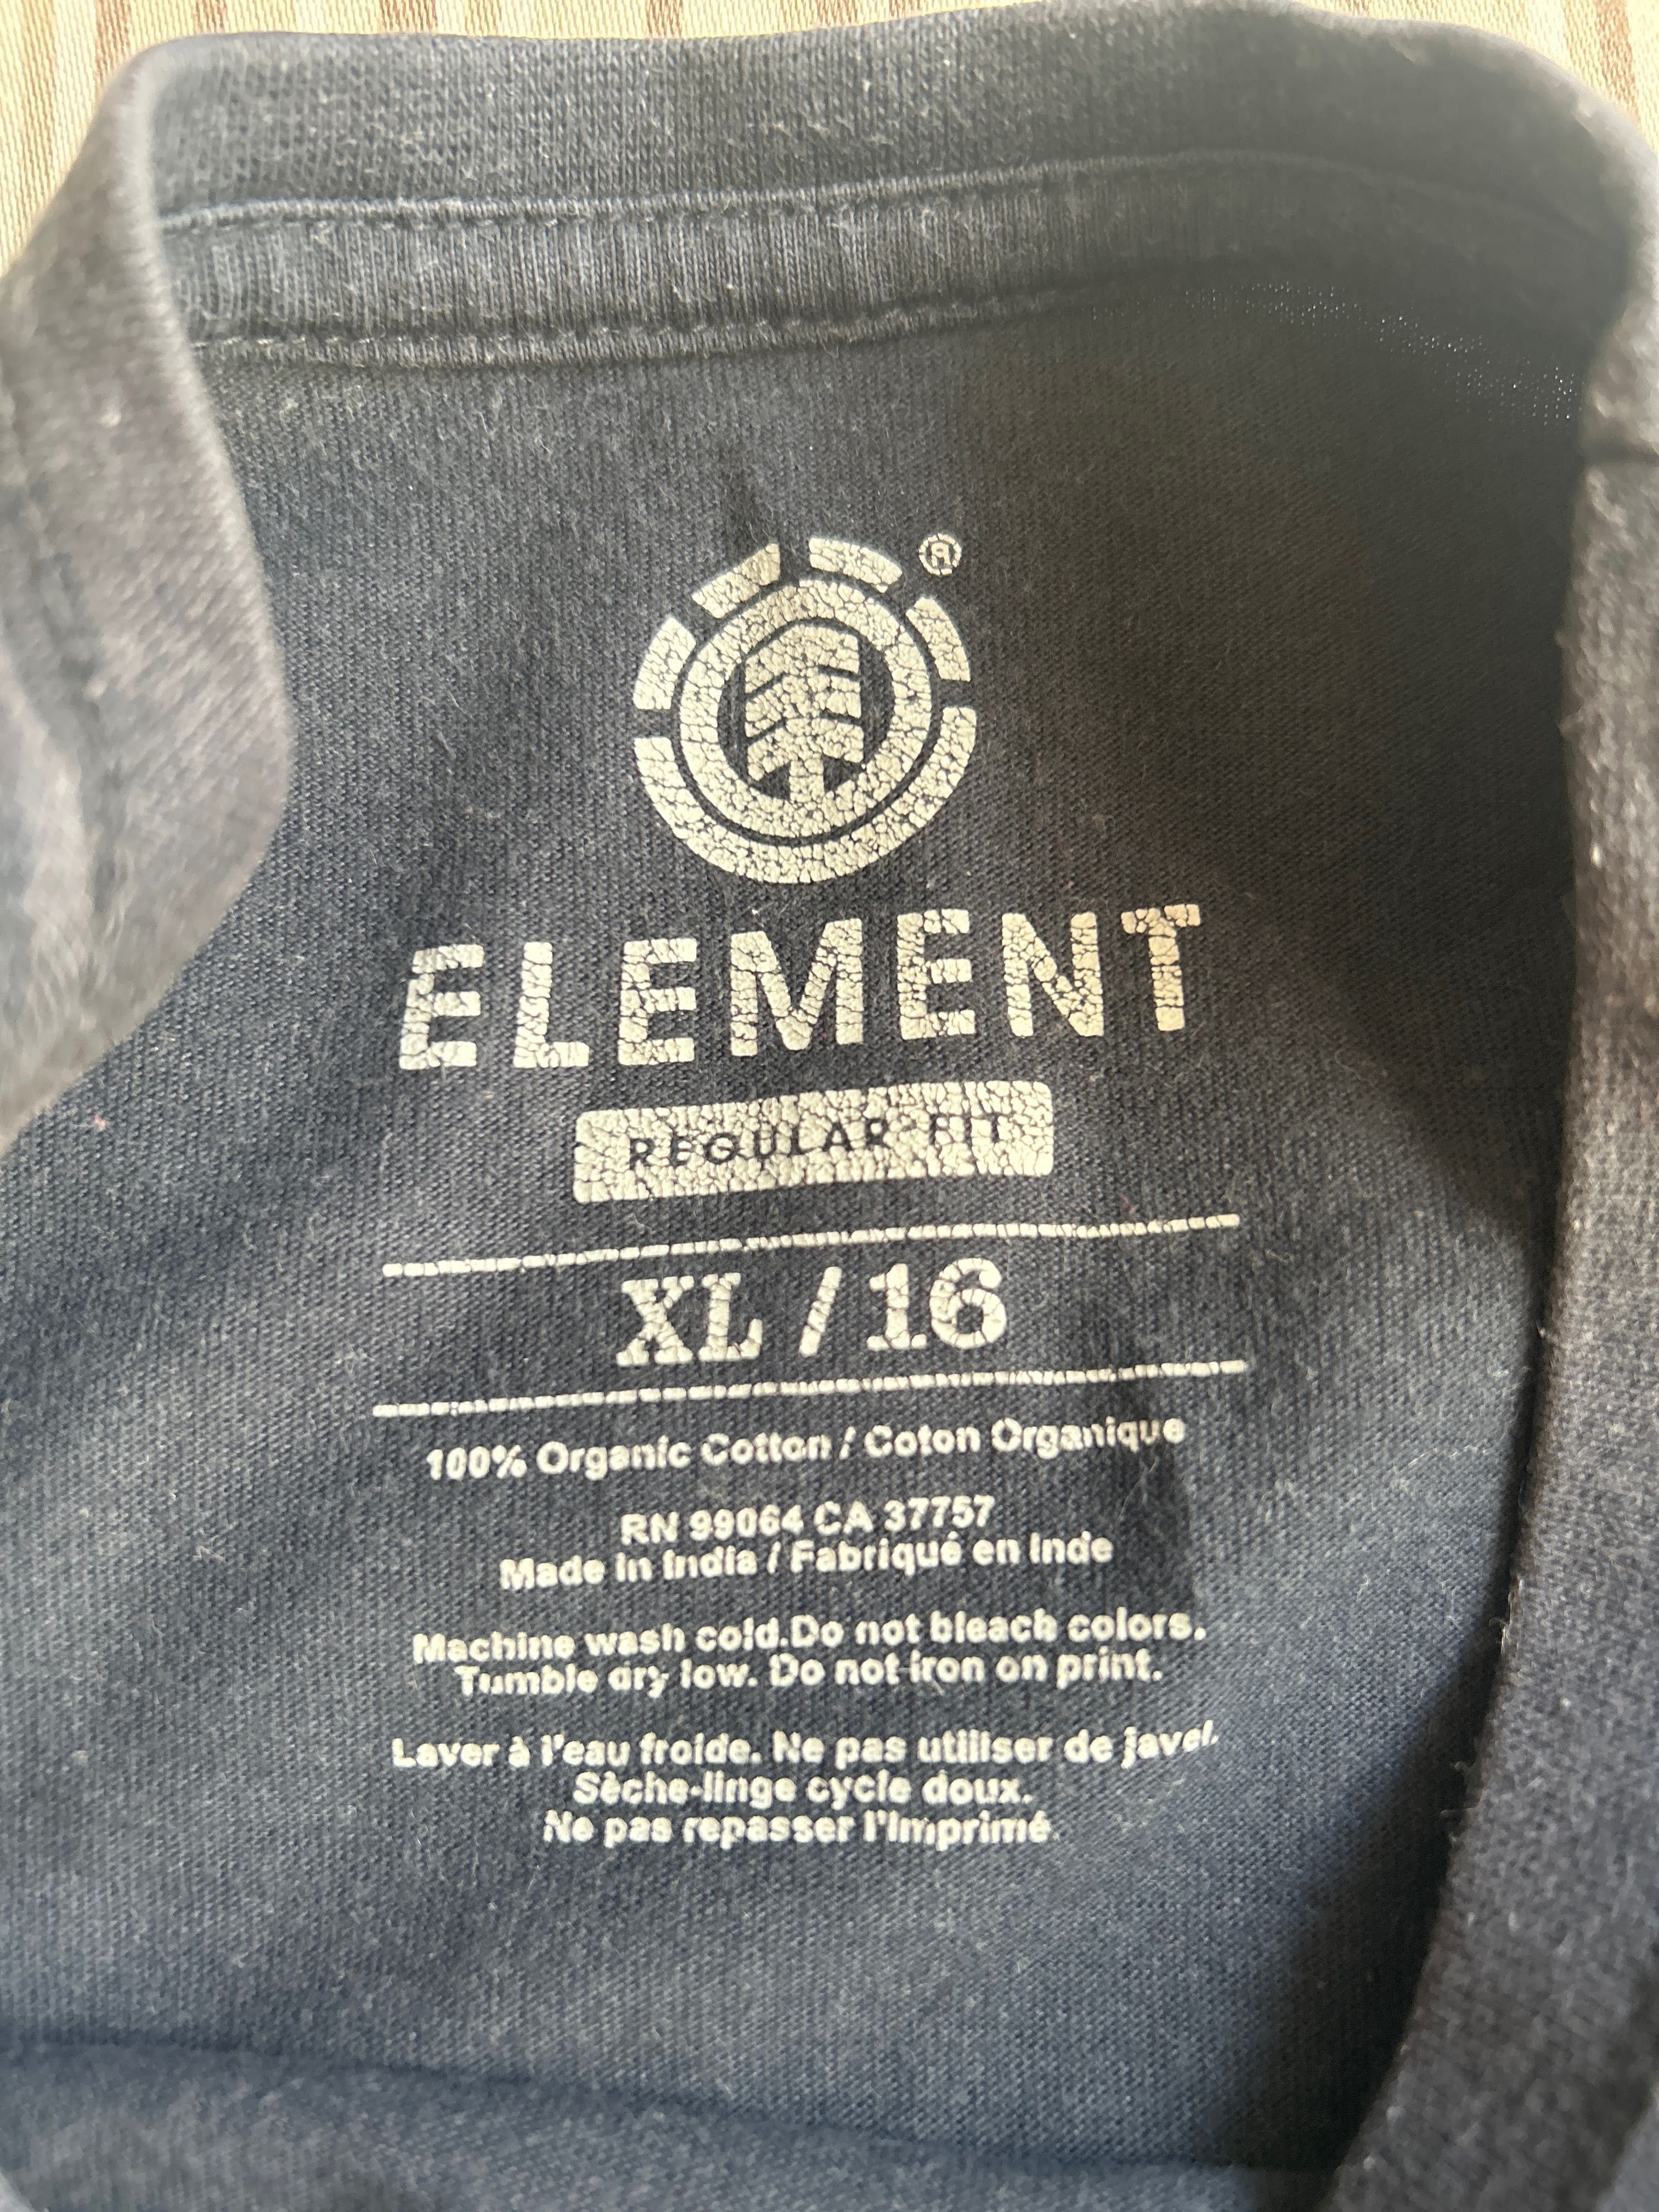 ®
ELEMENT
REGULAR FIT
XL / 16
100% Organic Cotton / Coton Organique
RN 99064 CA 37757
Made in India / Fabriqué en Inde
Machine wash cold.Do not bleach colors.
Tumble dry low. Do not iron on print.
Laver à l'eau froide. Ne pas utiliser de javel.
Sèche-linge cycle doux.
Ne pas repasser l'imprimé.